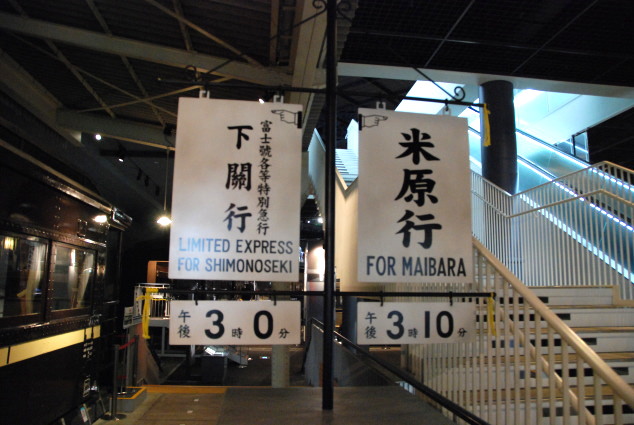 富士號各等特別急行
下關行
LIMITED EXPRESS
FOR SHIMONOSEKI
午後 3時0分
米原行
FOR MAIBARA
午後 3時10分